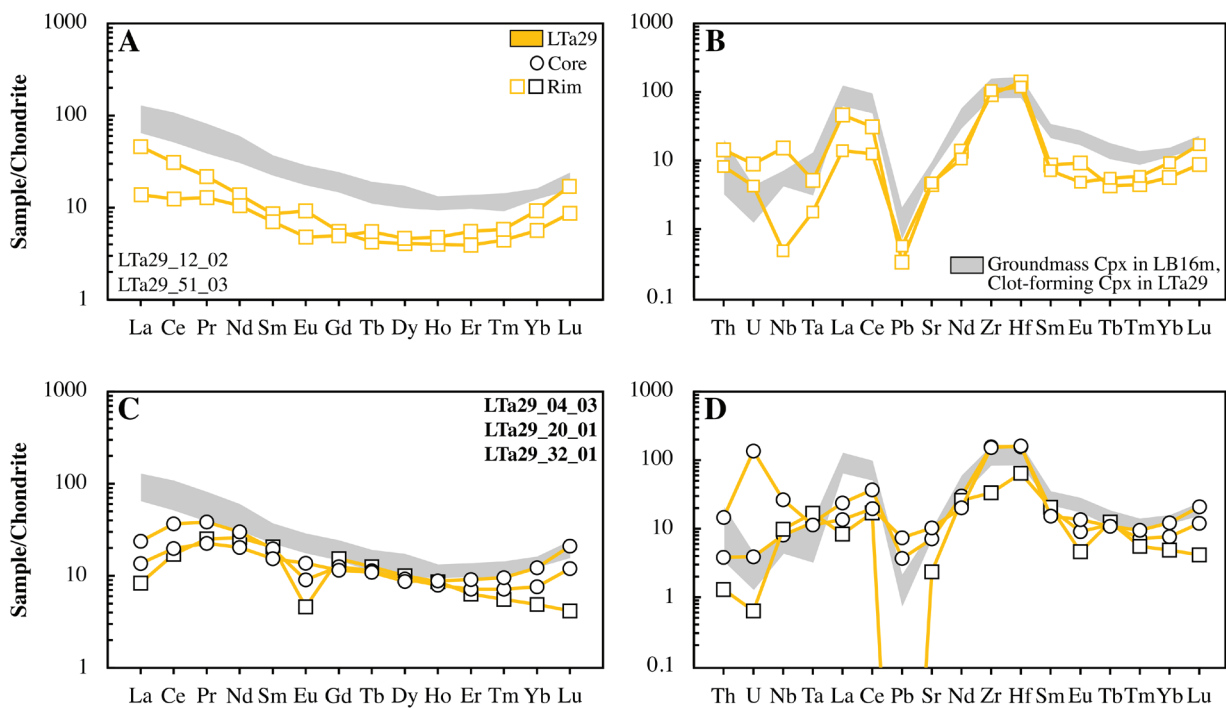 A
1000
100
10
1
Sample/Chondrite
LTa29
Core
Rim
LTa29_12_02
LTa29_51_03
La Ce Pr Nd Sm Eu Gd Tb Dy Ho Er Tm Yb Lu
B
1000
100
10
1
0.1
Groundmass Cpx in LB16m,
Clot-forming Cpx in LTa29
Th U Nb Ta La Ce Pb Sr Nd Zr Hf Sm Eu Tb Tm Yb Lu
C
1000
100
10
1
Sample/Chondrite
LTa29_04_03
LTa29_20_01
LTa29_32_01
La Ce Pr Nd Sm Eu Gd Tb Dy Ho Er Tm Yb Lu
D
1000
100
10
1
0.1
Th U Nb Ta La Ce Pb Sr Nd Zr Hf Sm Eu Tb Tm Yb Lu